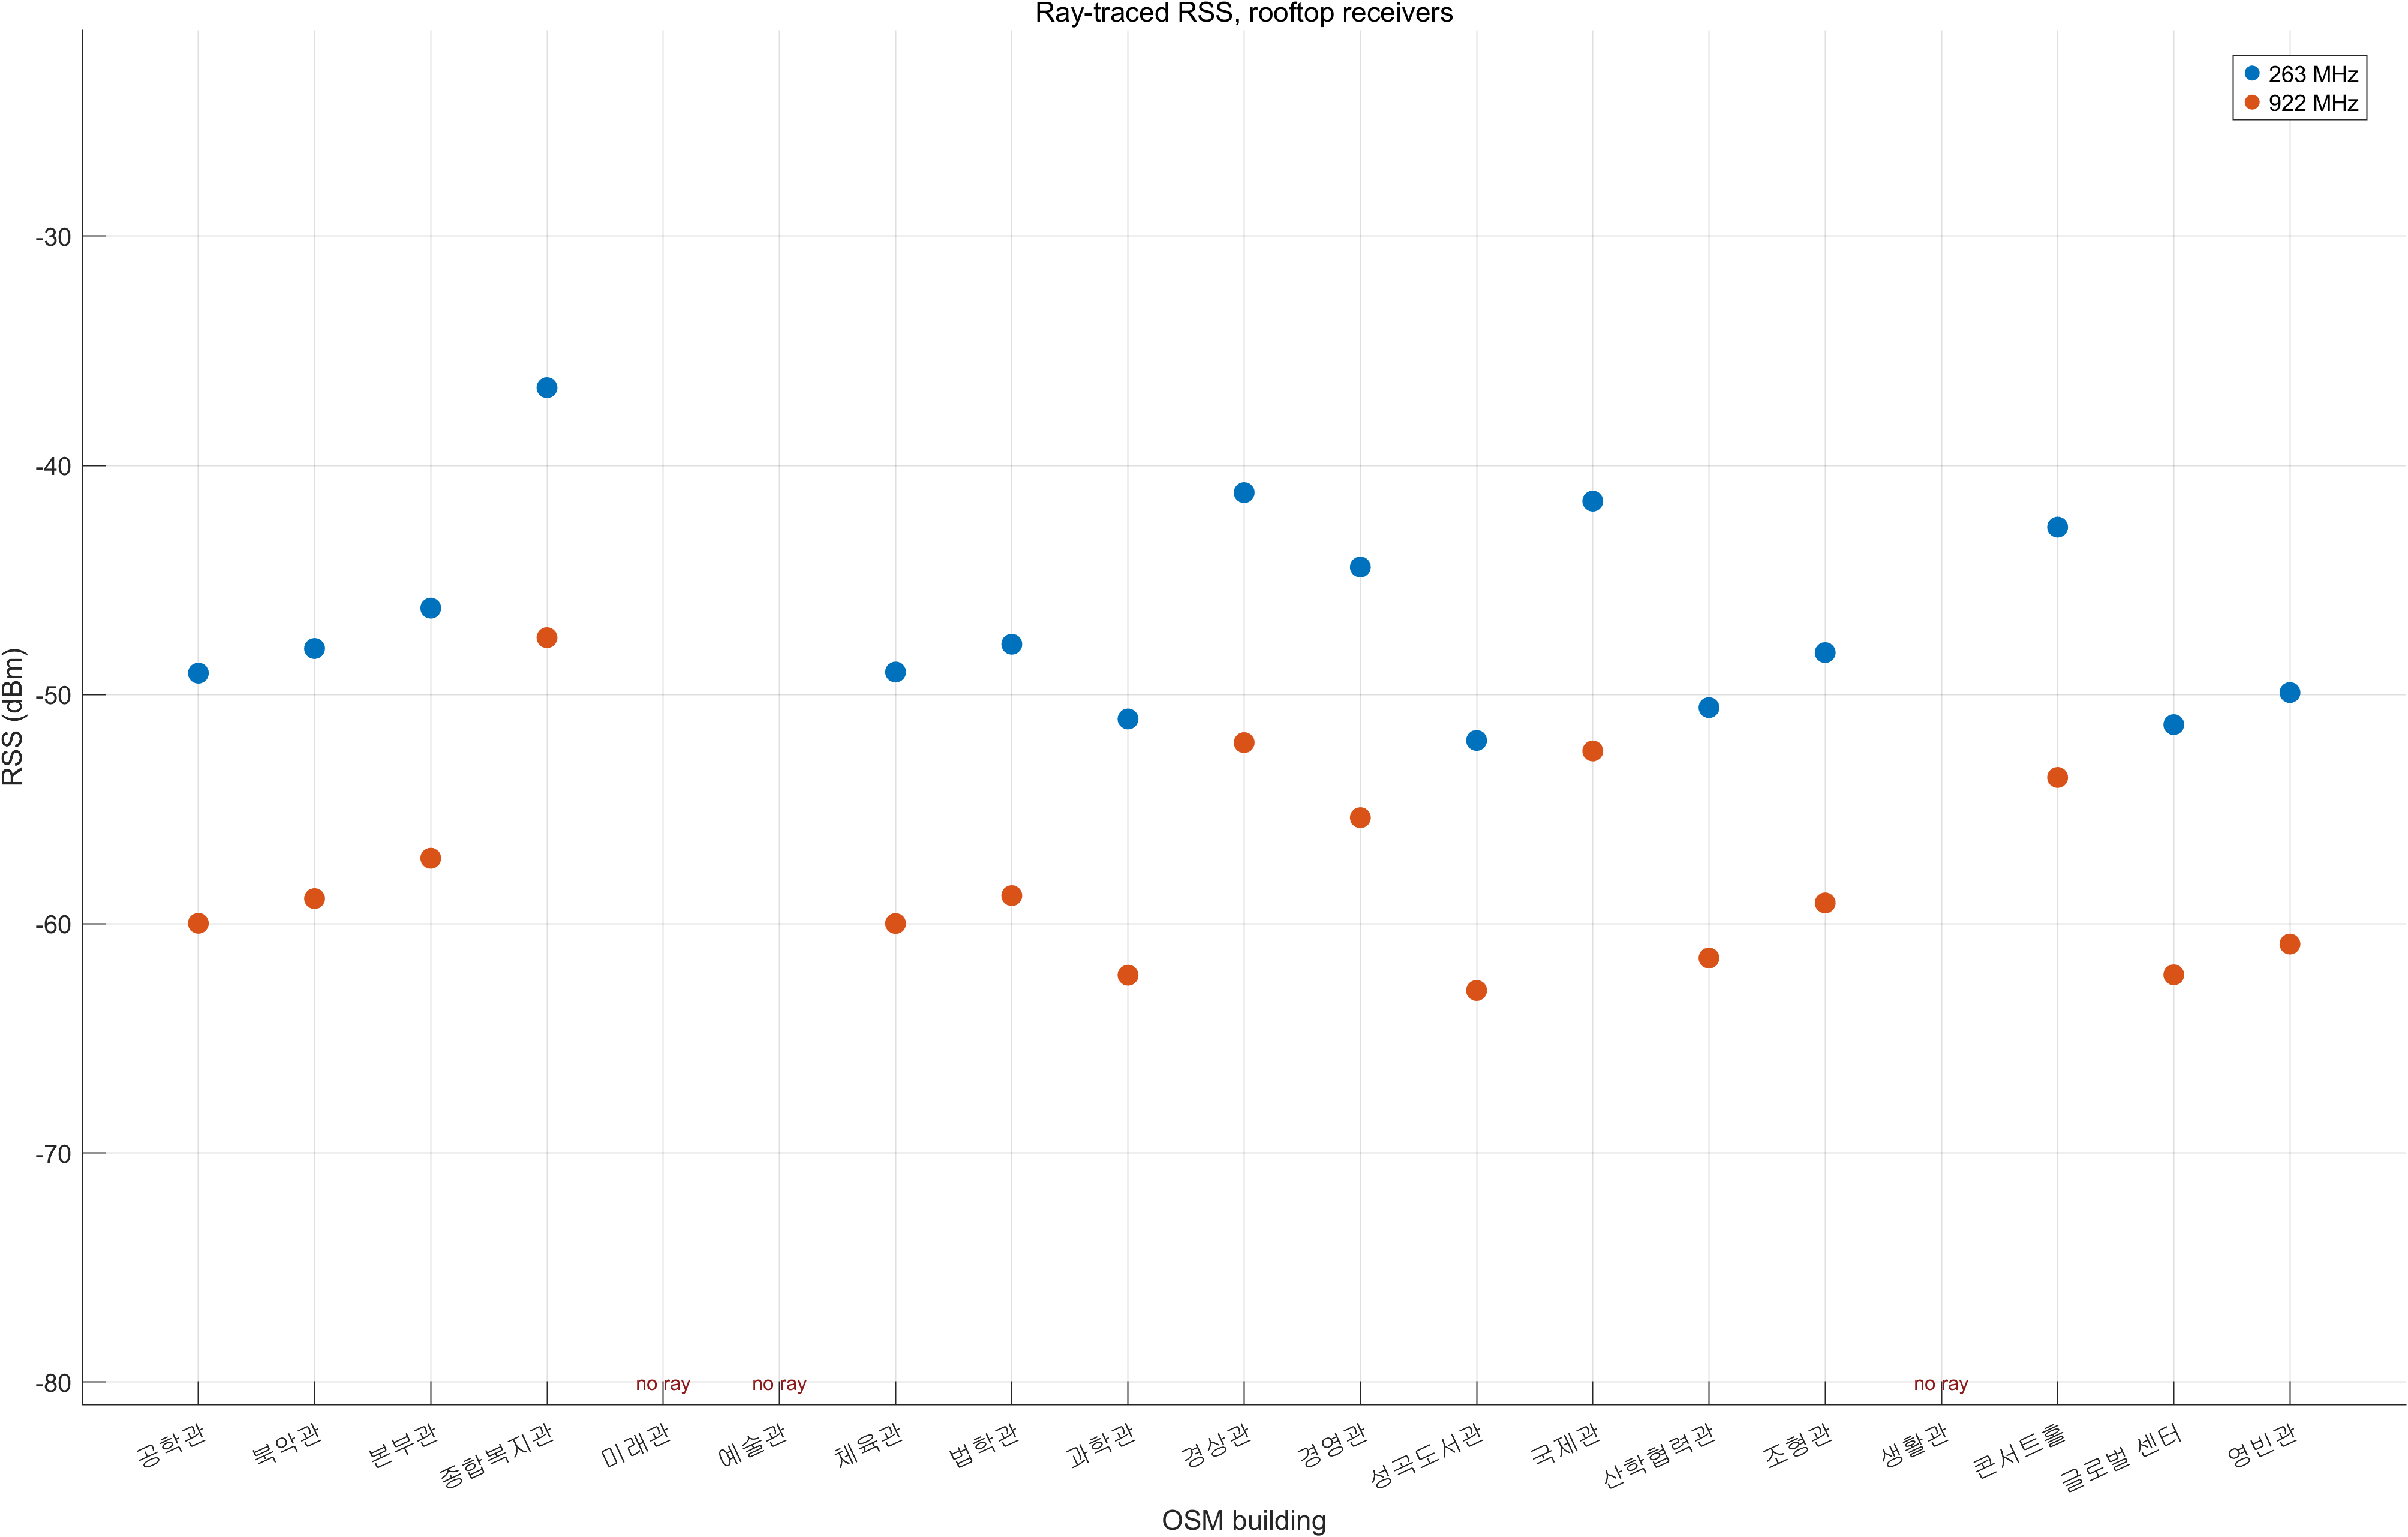 Ray-traced RSS, rooftop receivers
263 MHz
922 MHz
RSS (dBm)
-30
-40
-50
-60
-70
-80
no ray
no ray
no ray
공학관
북악관
본부관
종합복지관
미래관
예술관
체육관
법학관
과학관
경상관
경영관
성곡도서관
국제관
산학협력관
조형관
생활관
콘서트홀
글로벌 센터
영빈관
OSM building